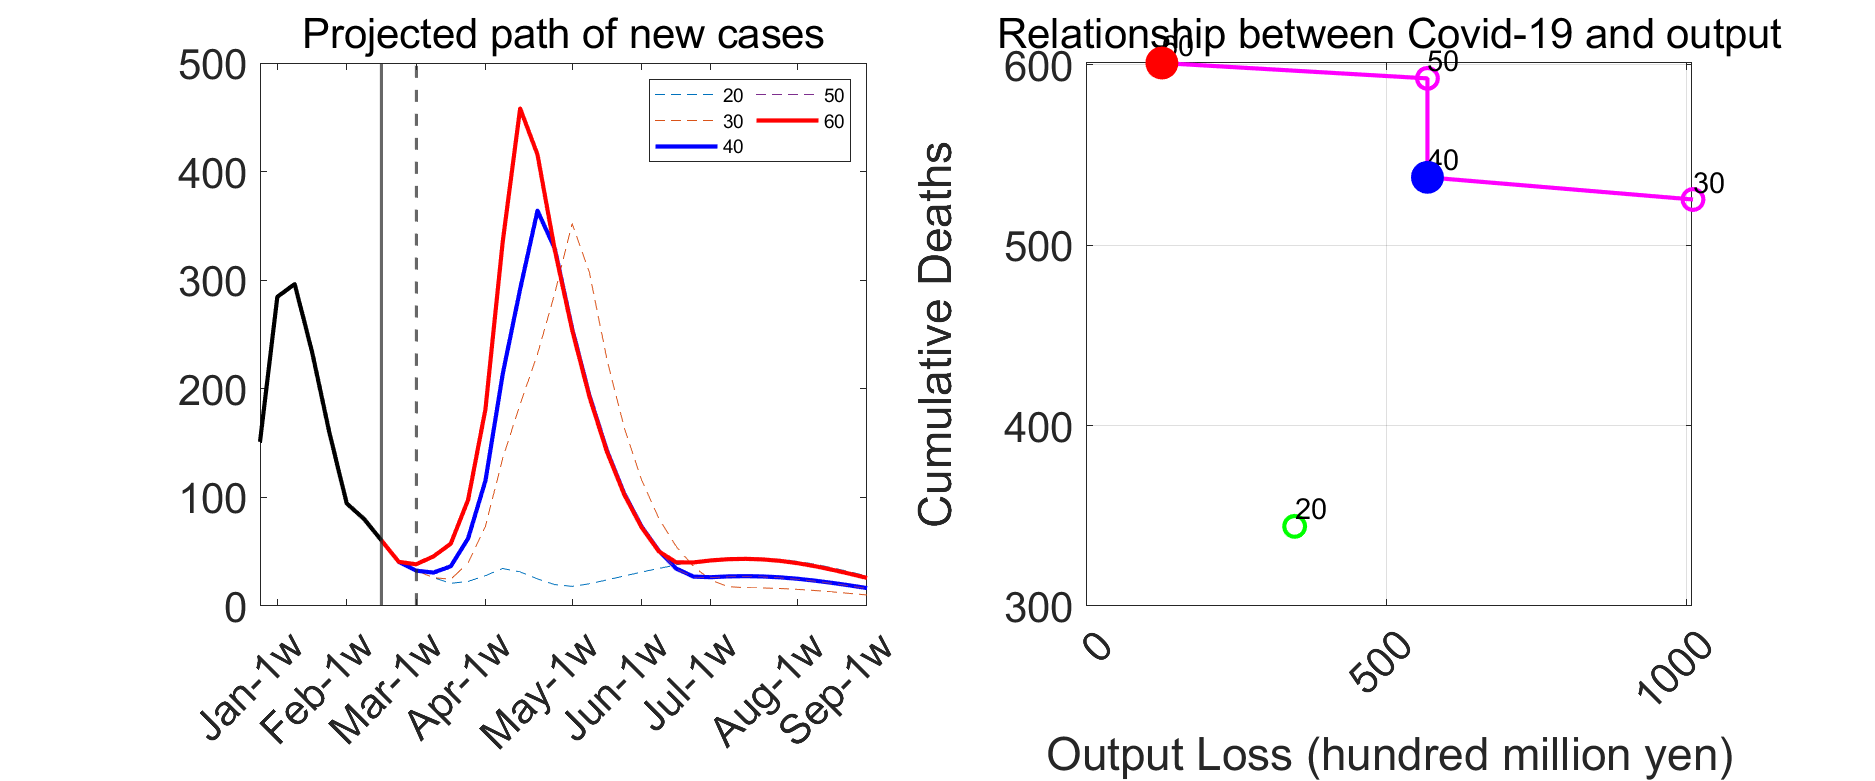 Projected path of new cases
500
400
300
200
100
0
20
30
40
50
60
Jan-1w
Feb-1w
Mar-1w
Apr-1w
May-1w
Jun-1w
Jul-1w
Aug-1w
Sep-1w
Relationship between Covid-19 and output
Cumulative Deaths
600
500
400
300
60
50
40
30
20
0
500
1000
Output Loss (hundred million yen)